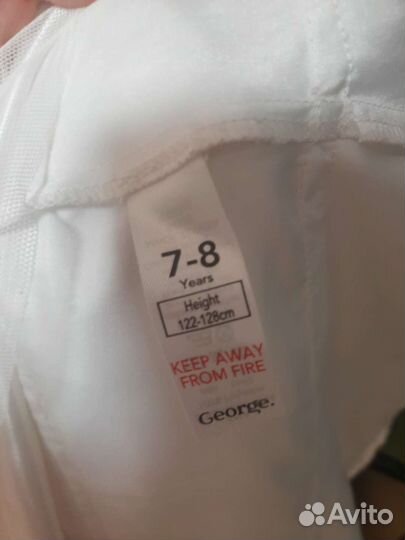 7-8
Years
Height
122-128cm
KEEP AWAY
FROM FIRE
George.
Avito